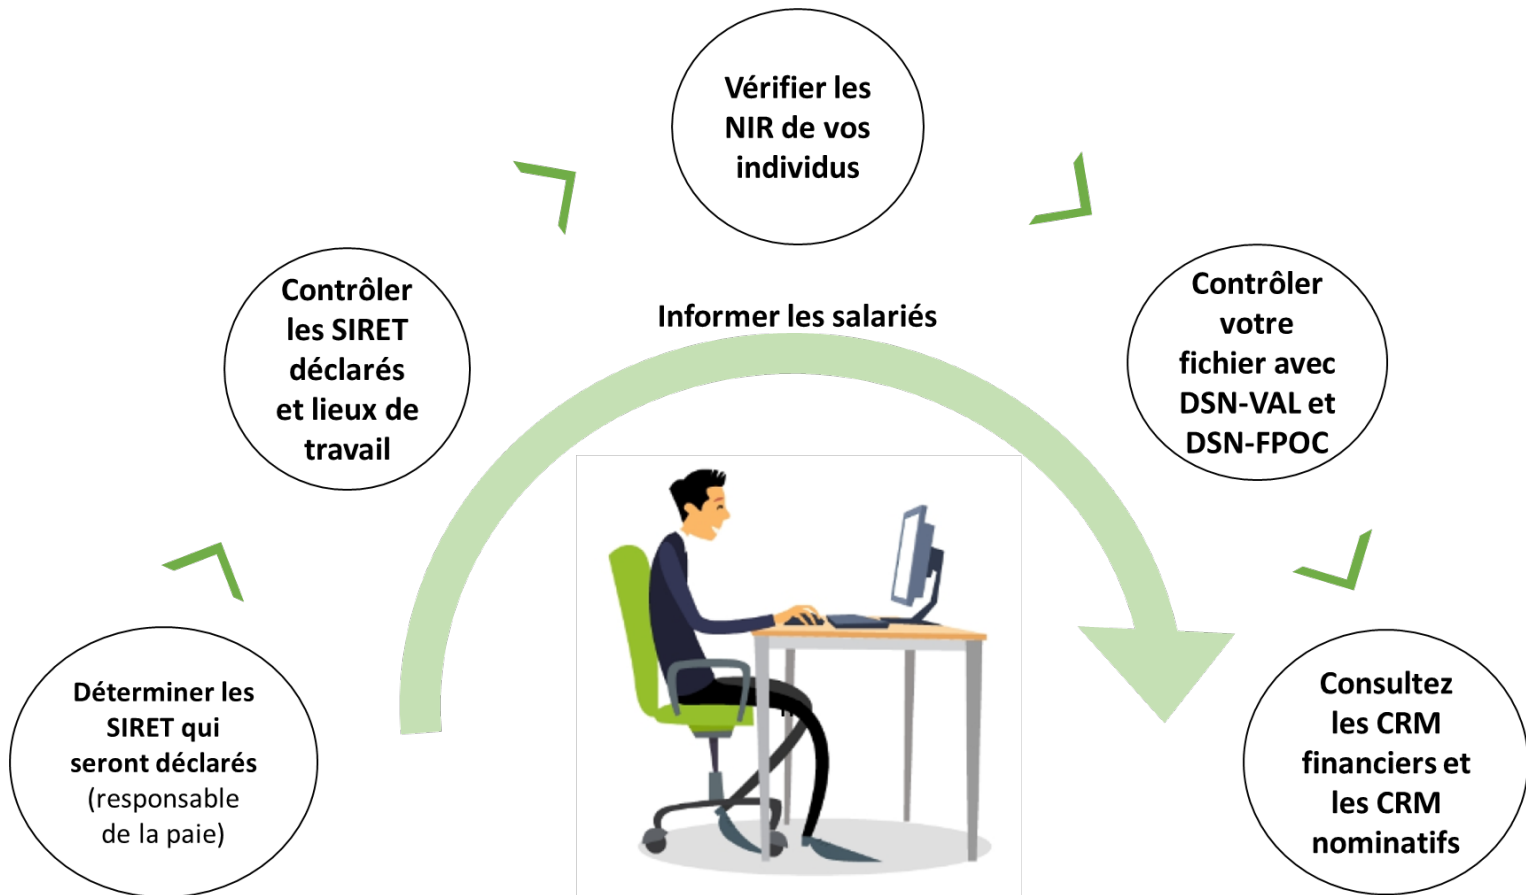 Déterminer les
SIRET qui
seront déclarés
(responsable
de la paie)
Contrôler
les SIRET
déclarés
et lieux de
travail
Vérifier les
NIR de vos
individus
Contrôler
votre
fichier avec
DSN-VAL et
DSN-FPOC
Consultez
les CRM
financiers et
les CRM
nominatifs
Informer les salariés